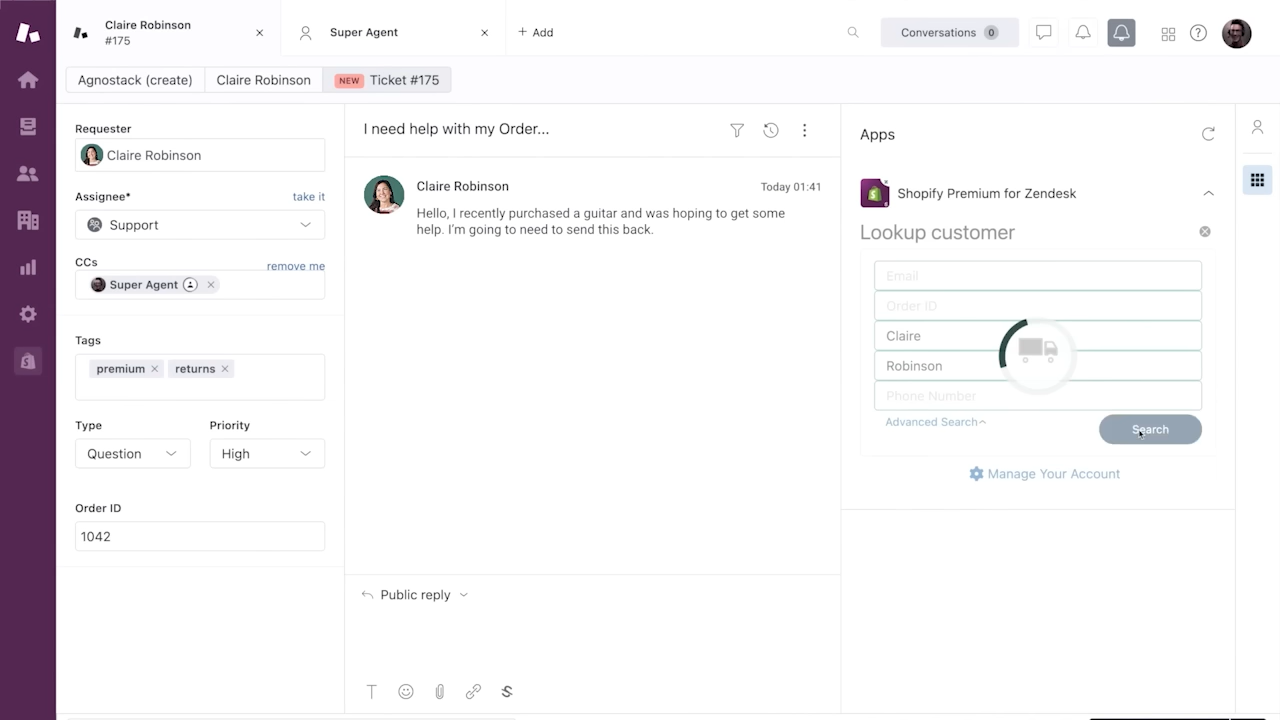 Claire Robinson
#175
Super Agent
+ Add
Conversations 0
Agnostack (create)
Claire Robinson
NEW Ticket #175
Requester
Claire Robinson
Assignee*
take it
Support
CCs
remove me
Super Agent
Tags
premium
returns
Type
Priority
Question
High
Order ID
1042
I need help with my Order...
Claire Robinson
Today 01:41
Hello, I recently purchased a guitar and was hoping to get some
help. I'm going to need to send this back.
Public reply
Apps
Shopify Premium for Zendesk
Lookup customer
Email
Order ID
Claire
Robinson
Phone Number
Advanced Search
Search
Manage Your Account